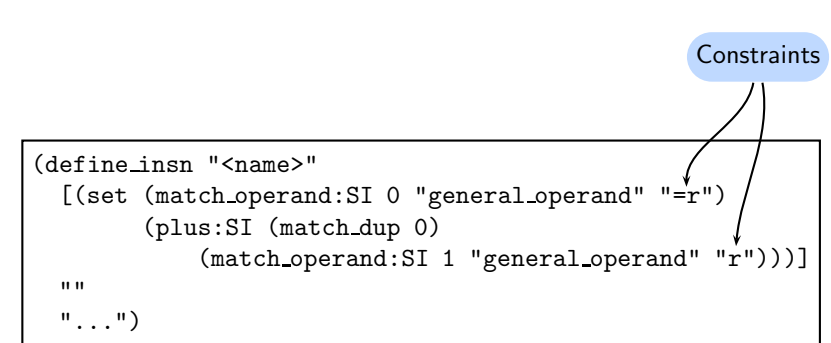 Constraints
(define_insn "<name>"
  [(set (match_operand:SI 0 "general_operand" "=r")
        (plus:SI (match_dup 0)
            (match_operand:SI 1 "general_operand" "r")))]
  ""
  "...")